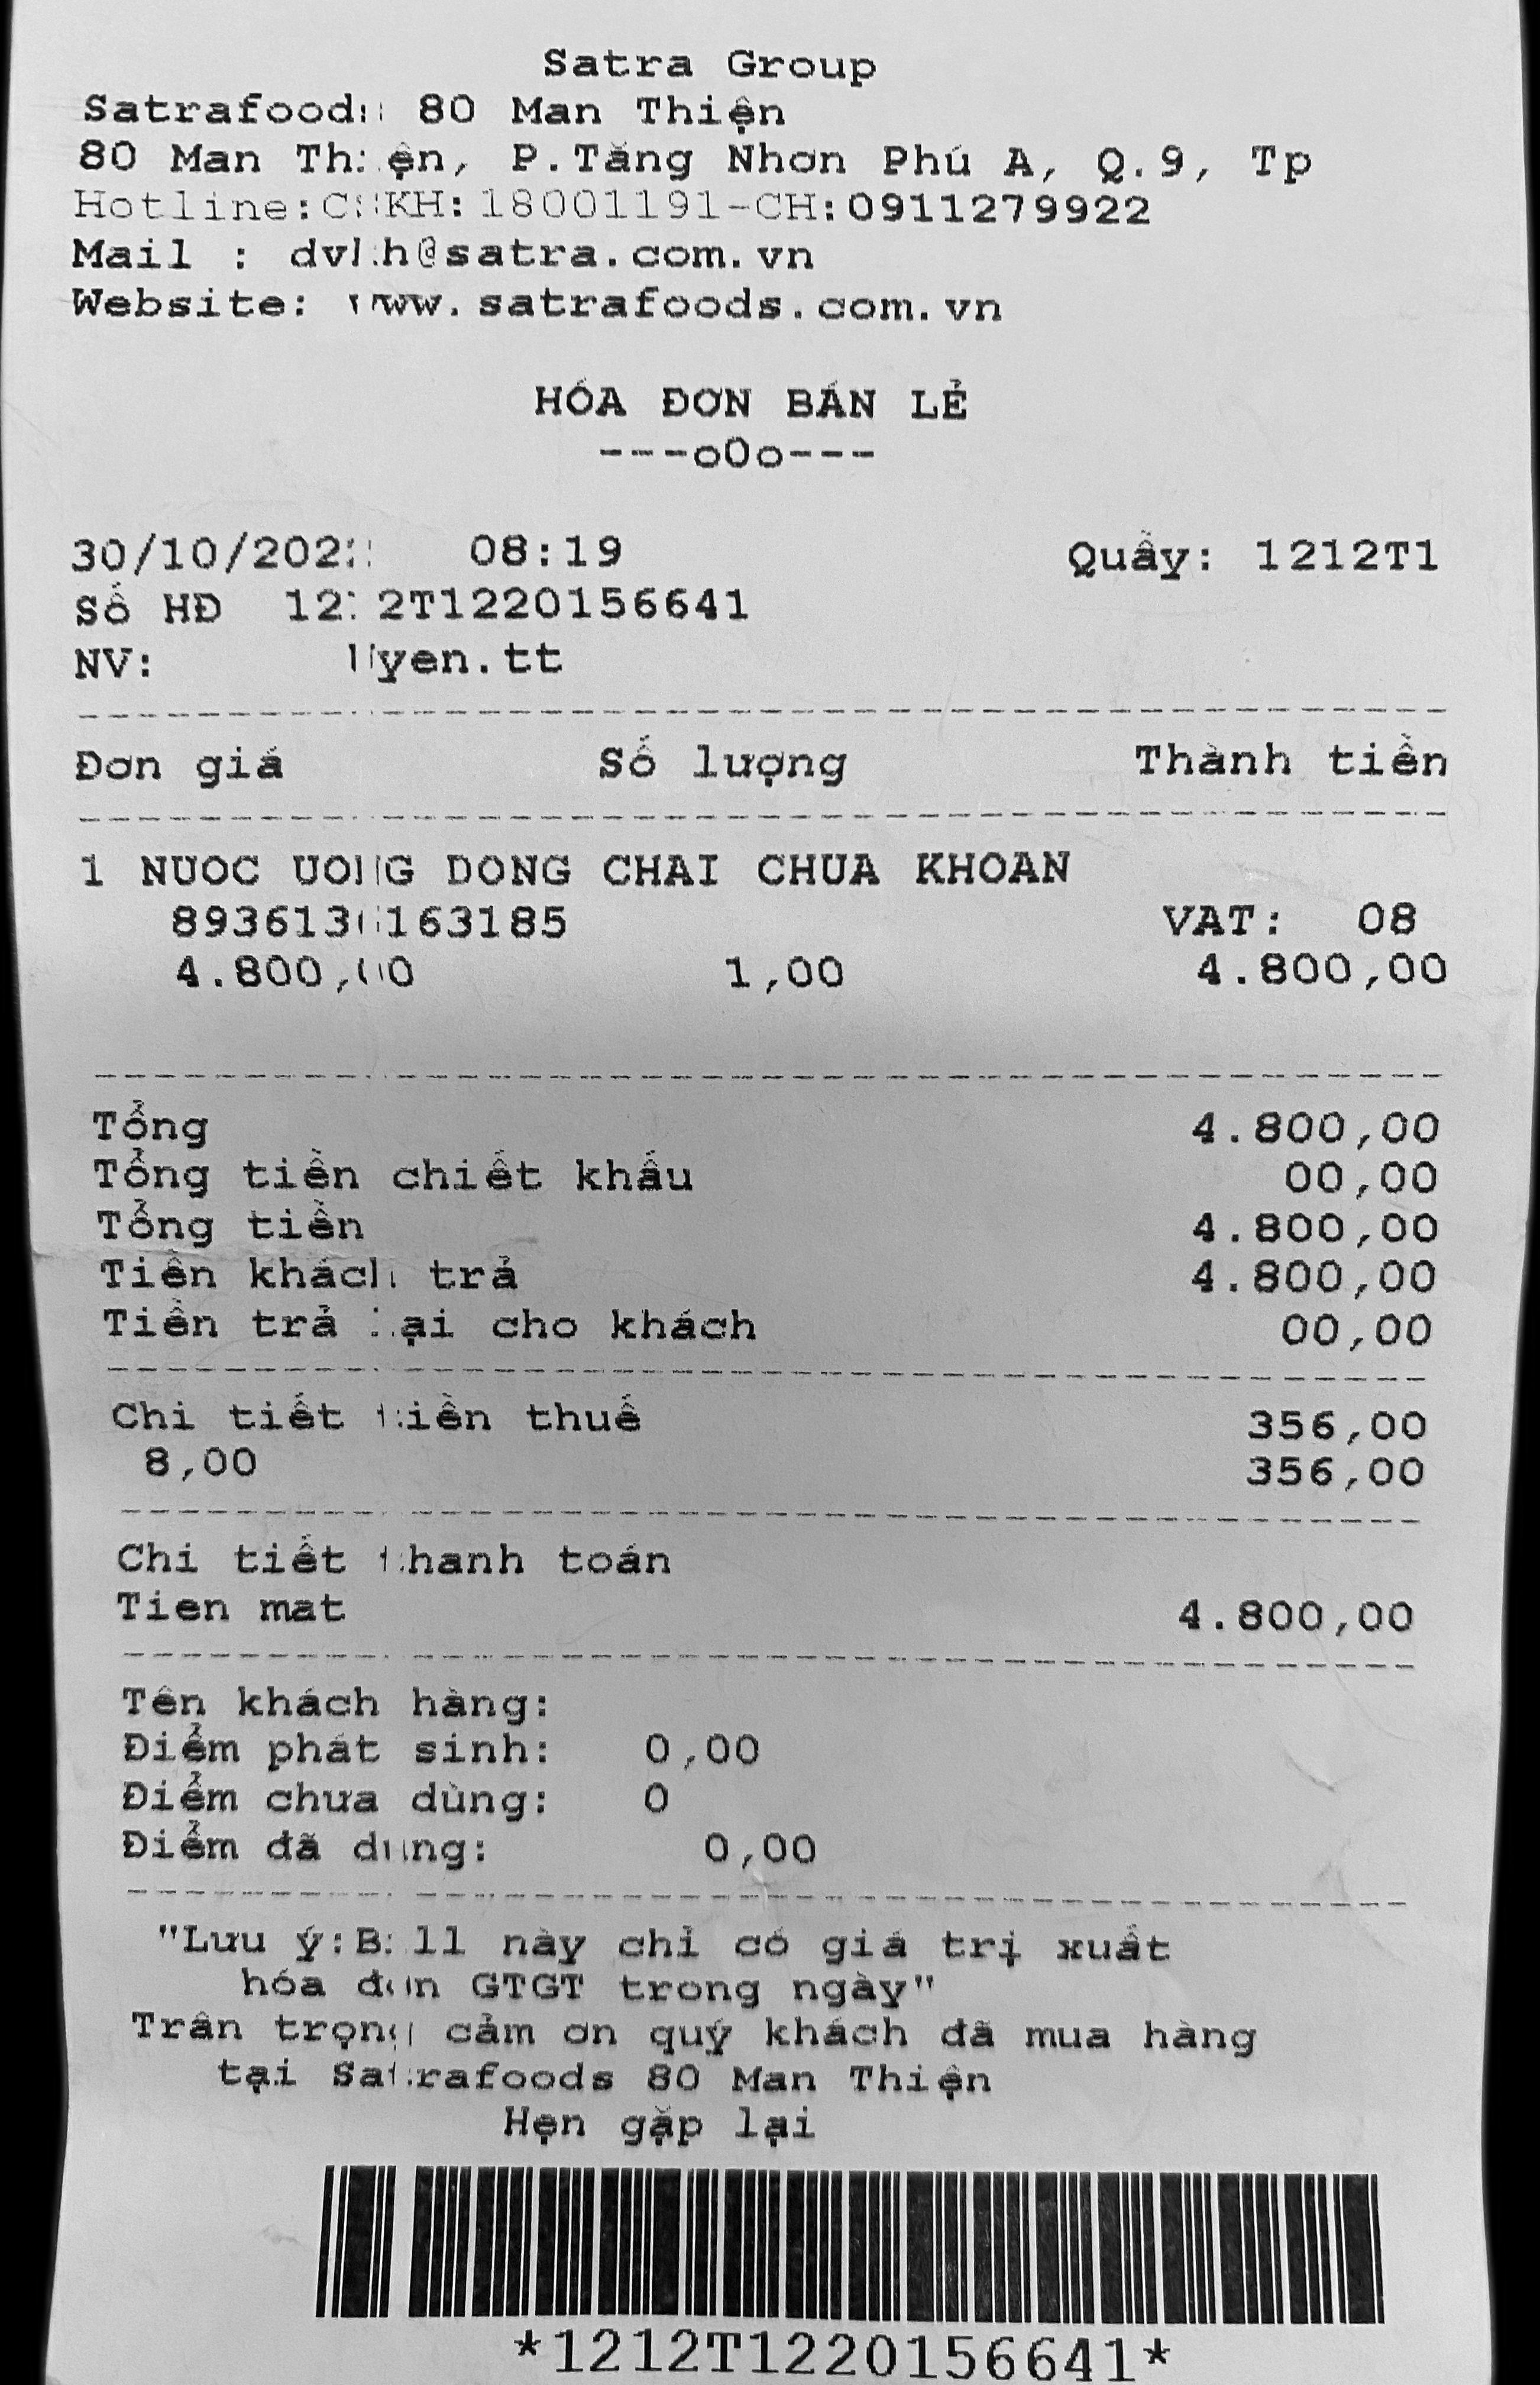 Satra Group
Satrafoods 80 Man Thiện
80 Man Thiện, P.Tăng Nhơn Phú A, Q.9, Tp
Hotline:CSKH:18001191-CH:0911279922
Mail : dvkh@satra.com.vn
Website: www.satrafoods.com.vn
HÓA ĐƠN BÁN LẺ
---oOo---
30/10/2022 08:19 Quầy: 1212T1
Số HĐ 1212T1220156641
NV: Uyen.tt
Đơn giá Số lượng Thành tiền
1 NUOC UONG DONG CHAI CHUA KHOAN
8936136163185 VAT: 08
4.800,00 1,00 4.800,00
Tổng 4.800,00
Tổng tiền chiết khấu 00,00
Tổng tiền 4.800,00
Tiền khách trả 4.800,00
Tiền trả lại cho khách 00,00
Chi tiết tiền thuế 356,00
8,00 356,00
Chi tiết thanh toán
Tien mat 4.800,00
Tên khách hàng:
Điểm phát sinh: 0,00
Điểm chưa dùng: 0
Điểm đã dùng: 0,00
"Lưu ý:Bill này chỉ có giá trị xuất
hóa đơn GTGT trong ngày"
Trân trọng cảm ơn quý khách đã mua hàng
tại Satrafoods 80 Man Thiện
Hẹn gặp lại
*1212T1220156641*